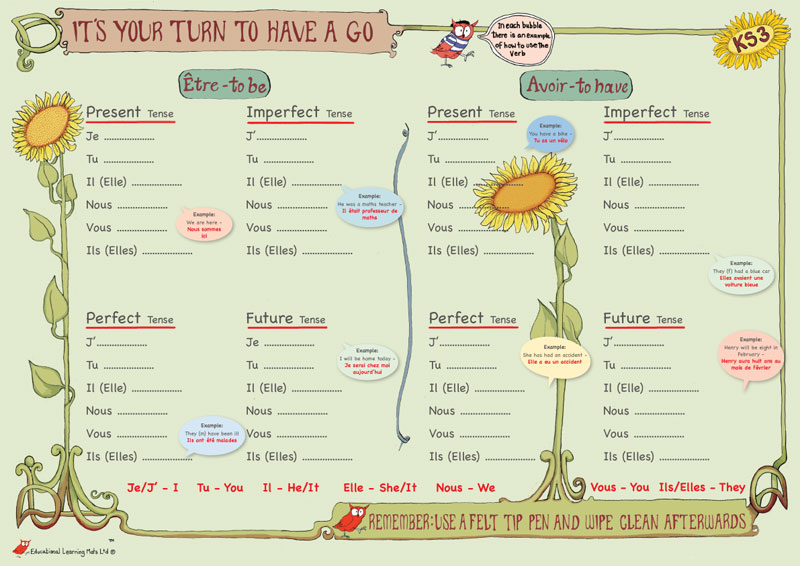 IT'S YOUR TURN TO HAVE A GO
In each bubble
there is an example
of how to use the
Verb
KS3
Être - to be
Avoir - to have
Present Tense
Je ..................
Tu ..................
Il (Elle) ..................
Nous ..................
Vous ..................
Ils (Elles) ..................
Example:
We are here -
Nous sommes
ici
Imperfect Tense
J'..................
Tu ..................
Il (Elle) ..................
Nous ..................
Vous ..................
Ils (Elles) ..................
Example:
He was a maths teacher -
Il était professeur de
maths
Present Tense
J'..................
Tu ..................
Il (Elle) ..................
Nous ..................
Vous ..................
Ils (Elles) ..................
Example:
You have a bike -
Tu as un vélo
Imperfect Tense
J'..................
Tu ..................
Il (Elle) ..................
Nous ..................
Vous ..................
Ils (Elles) ..................
Example:
They (f) had a blue car
Elles avaient une
voiture bleue
Perfect Tense
J'..................
Tu ..................
Il (Elle) ..................
Nous ..................
Vous ..................
Ils (Elles) ..................
Example:
They (m) have been ill
Ils ont été malades
Future Tense
Je ..................
Tu ..................
Il (Elle) ..................
Nous ..................
Vous ..................
Ils (Elles) ..................
Example:
I will be home today -
Je serai chez moi
aujourd'hui
Perfect Tense
J'..................
Tu ..................
Il (Elle) ..................
Nous ..................
Vous ..................
Ils (Elles) ..................
Example:
She has had an accident -
Elle a eu un accident
Future Tense
J'..................
Tu ..................
Il (Elle) ..................
Nous ..................
Vous ..................
Ils (Elles) ..................
Example:
Henry will be eight in
February -
Henry aura huit ans au
mois de février
Je/J' - I Tu - You Il - He/It Elle - She/It Nous - We Vous - You Ils/Elles - They
REMEMBER: USE A FELT TIP PEN AND WIPE CLEAN AFTERWARDS
Educational Learning Mats Ltd ©
TM